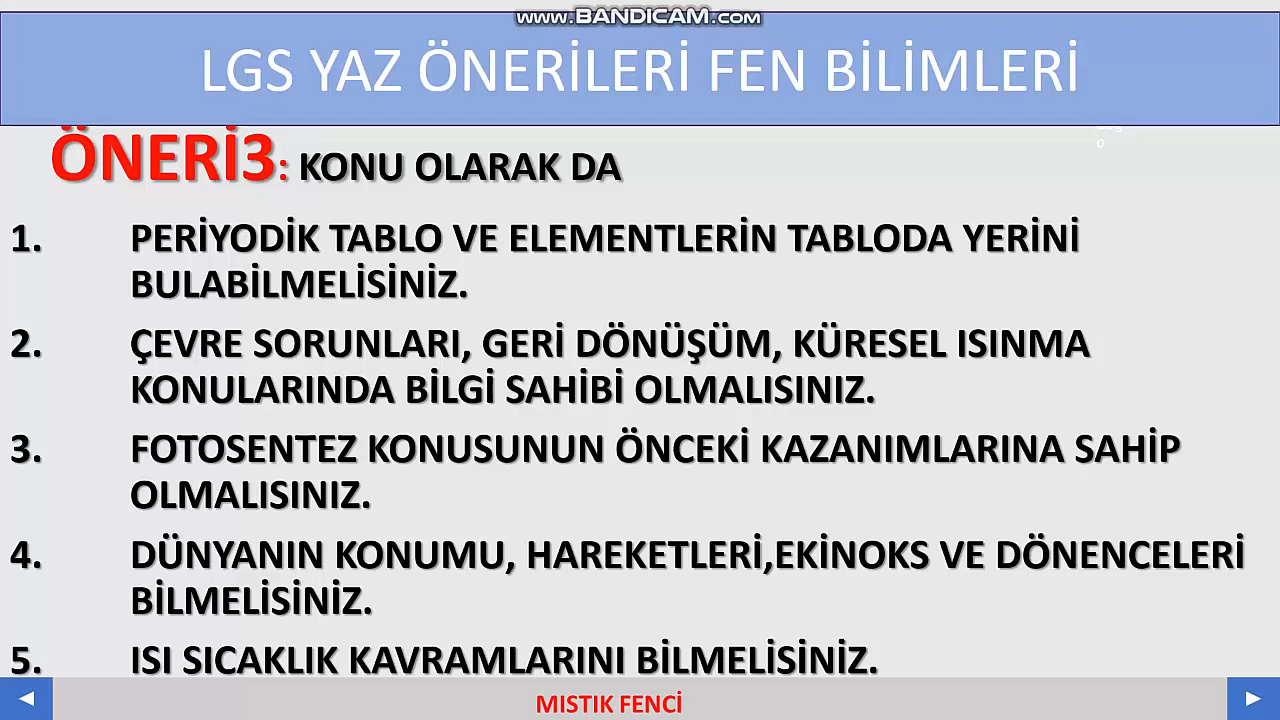 www.BANDICAM.com
LGS YAZ ÖNERİLERİ FEN BİLİMLERİ
ÖNERİ3: KONU OLARAK DA
1. PERİYODİK TABLO VE ELEMENTLERİN TABLODA YERİNİ
BULABİLMELİSİNİZ.
2. ÇEVRE SORUNLARI, GERİ DÖNÜŞÜM, KÜRESEL ISINMA
KONULARINDA BİLGİ SAHİBİ OLMALISINIZ.
3. FOTOSENTEZ KONUSUNUN ÖNCEKİ KAZANIMLARINA SAHİP
OLMALISINIZ.
4. DÜNYANIN KONUMU, HAREKETLERİ,EKİNOKS VE DÖNENCELERİ
BİLMELİSİNİZ.
5. ISI SICAKLIK KAVRAMLARINI BİLMELİSİNİZ.
MISTIK FENCİ